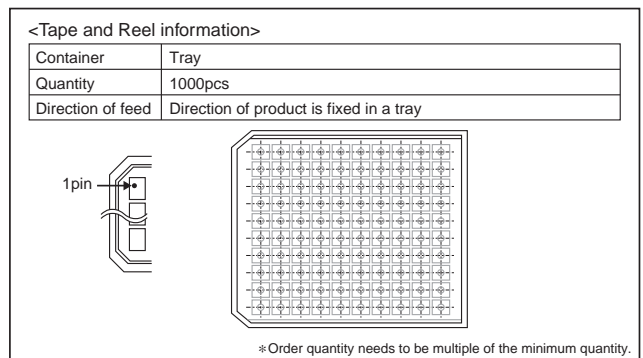 <Tape and Reel information>
Container Tray
Quantity 1000pcs
Direction of feed Direction of product is fixed in a tray
1pin
*Order quantity needs to be multiple of the minimum quantity.